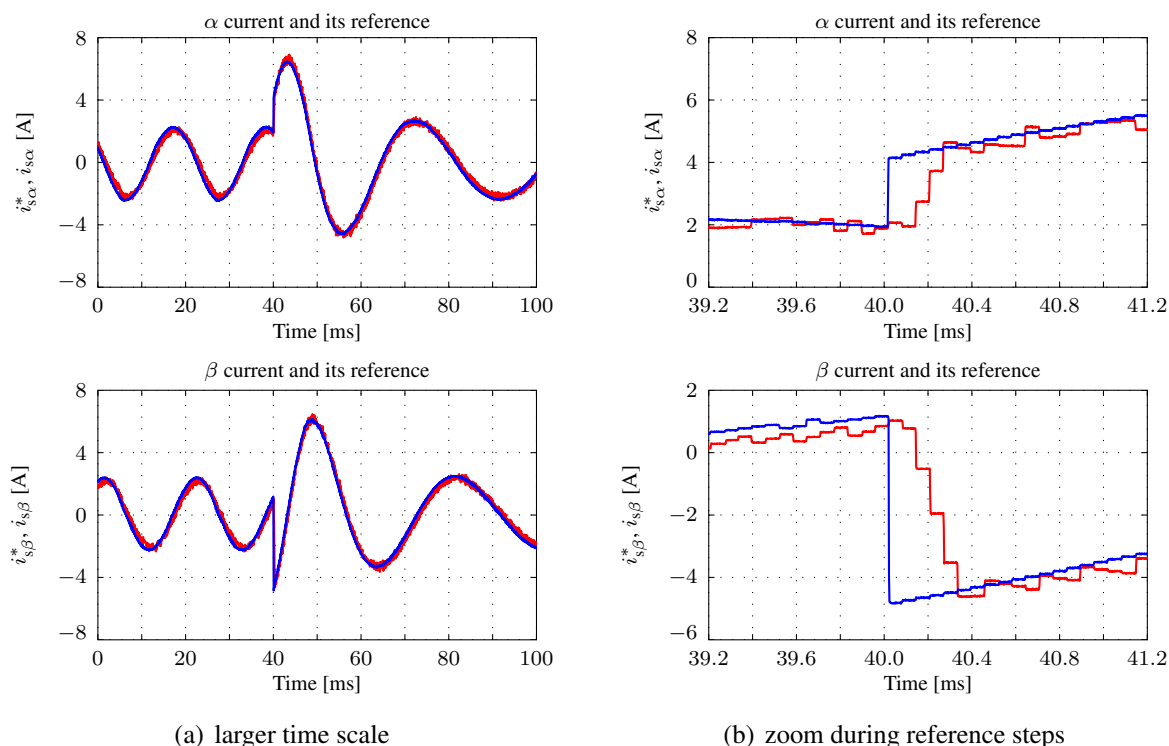 α current and its reference
8
4
0
−4
−8
i*sα, isα [A]
0 20 40 60 80 100
Time [ms]
α current and its reference
8
6
4
2
0
i*sα, isα [A]
39.2 39.6 40.0 40.4 40.8 41.2
Time [ms]
β current and its reference
8
4
0
−4
−8
i*sβ, isβ [A]
0 20 40 60 80 100
Time [ms]
β current and its reference
2
0
−2
−4
−6
i*sβ, isβ [A]
39.2 39.6 40.0 40.4 40.8 41.2
Time [ms]
(a) larger time scale
(b) zoom during reference steps